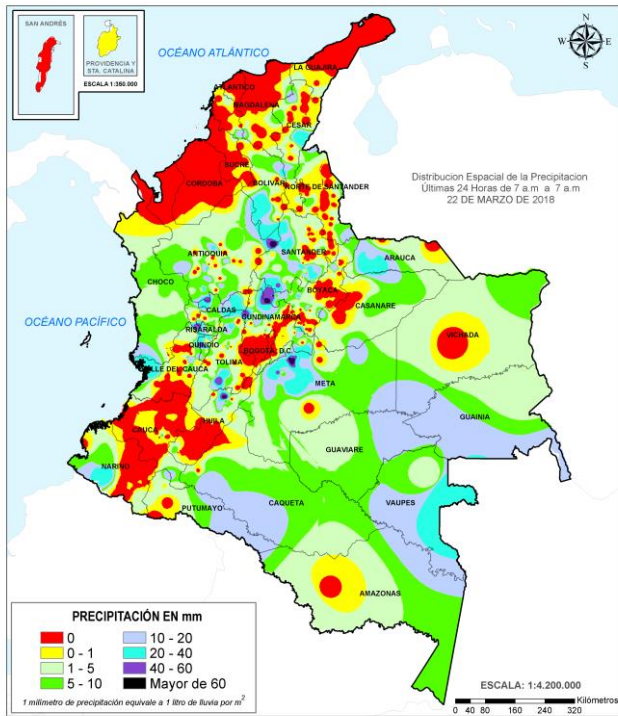 SAN ANDRÉS
PROVIDENCIA Y
STA. CATALINA
ESCALA 1:350.000
OCÉANO ATLÁNTICO
N
W
E
S
LA GUAJIRA
ATLANTICO
MAGDALENA
CESAR
Distribucion Espacial de la Precipitacion
Últimas 24 Horas de 7 a.m a 7 a.m
22 DE MARZO DE 2018
SUCRE
CORDOBA
BOLIVAR
NORTE DE SANTANDER
ANTIOQUIA
SANTANDER
ARAUCA
CHOCO
BOYACA
CASANARE
OCÉANO PACÍFICO
CALDAS
CUNDINAMARCA
VICHADA
RISARALDA
QUINDIO
BOGOTA, D.C.
TOLIMA
VALLE DEL CAUCA
META
GUAINIA
HUILA
CAUCA
GUAVIARE
NARIÑO
CAQUETA
VAUPES
PUTUMAYO
AMAZONAS
PRECIPITACIÓN EN mm
0
10 - 20
0 - 1
20 - 40
1 - 5
40 - 60
5 - 10
Mayor de 60
1 milimetro de precipitación equivale a 1 litro de lluvia por m2
ESCALA: 1:4.200.000
Kilómetros
0 40 80 160 240 320